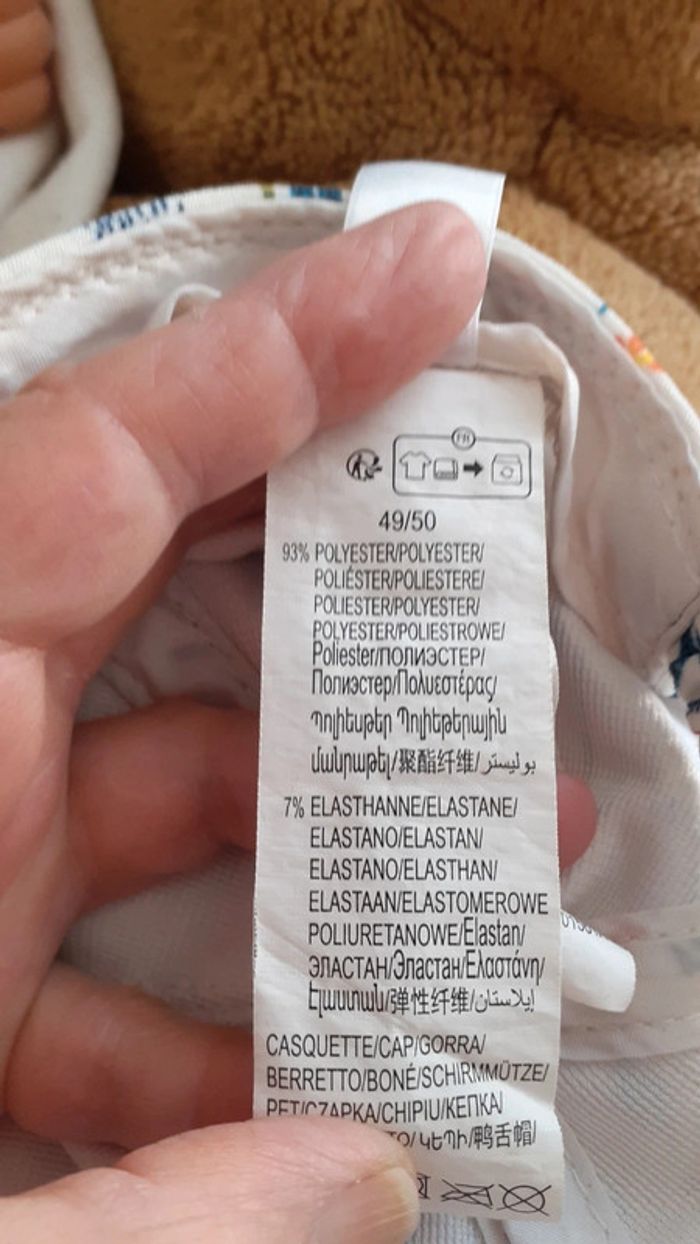 FR
49/50
93% POLYESTER/POLYESTER/
POLIÉSTER/POLIESTERE/
POLIESTER/POLYESTER/
POLYESTER/POLIESTROWE/
Poliester/ПОЛИЭСТЕР/
Полиэстер/Πολυεστέρας/
Պոլիեսթեր Պոլիեթերային
մանրաթել/聚酯纤维/بوليستر
7% ELASTHANNE/ELASTANE/
ELASTANO/ELASTAN/
ELASTANO/ELASTHAN/
ELASTAAN/ELASTOMEROWE
POLIURETANOWE/Elastan/
ЭЛАСТАН/Эластан/Ελαστάνη/
Էլաստան/弹性纤维/إيلاستان
CASQUETTE/CAP/GORRA/
BERRETTO/BONÉ/SCHIRMMÜTZE/
PET/CZAPKA/CHIPIU/КЕПКА/
ԿԵՊԻ/鸭舌帽/